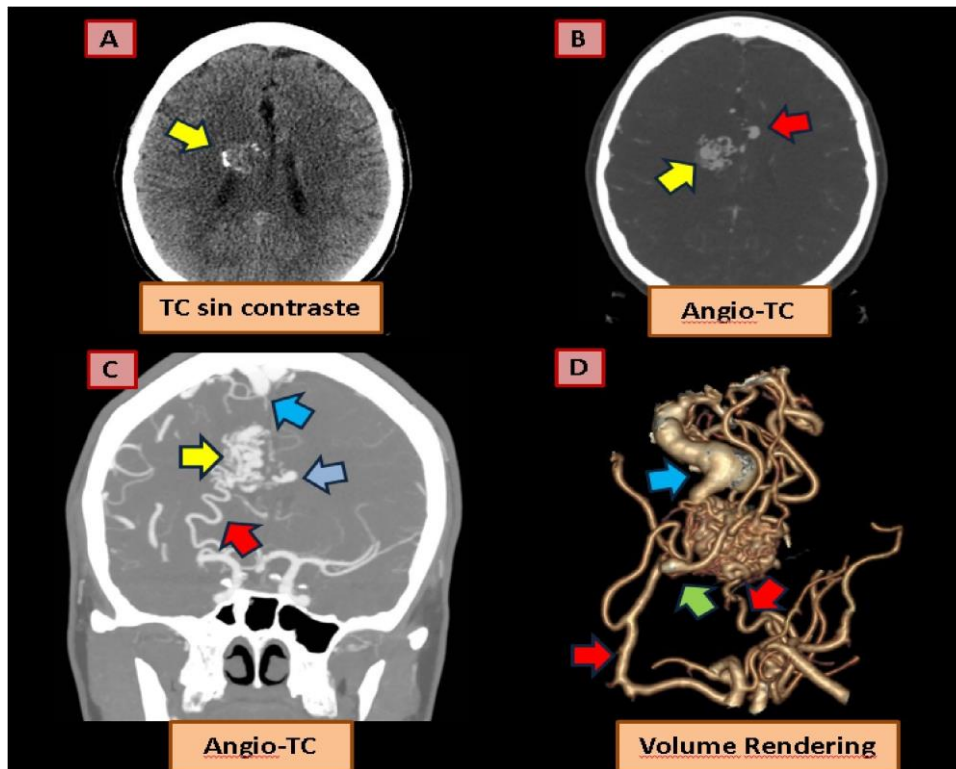 A
B
TC sin contraste
Angio-TC
C
D
Angio-TC
Volume Rendering